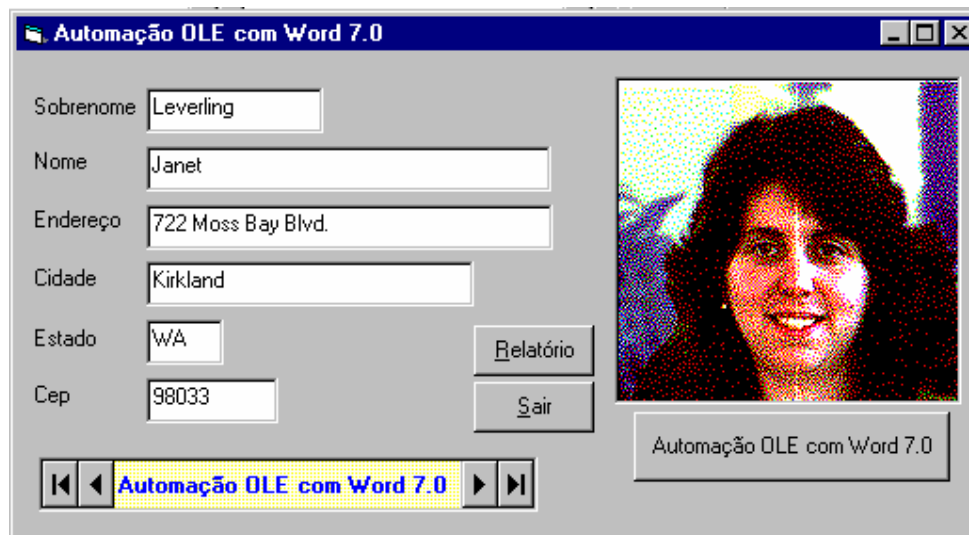 Automação OLE com Word 7.0
Sobrenome Leverling
Nome Janet
Endereço 722 Moss Bay Blvd.
Cidade Kirkland
Estado WA
Relatório
Cep 98033
Sair
Automação OLE com Word 7.0
Automação OLE com Word 7.0